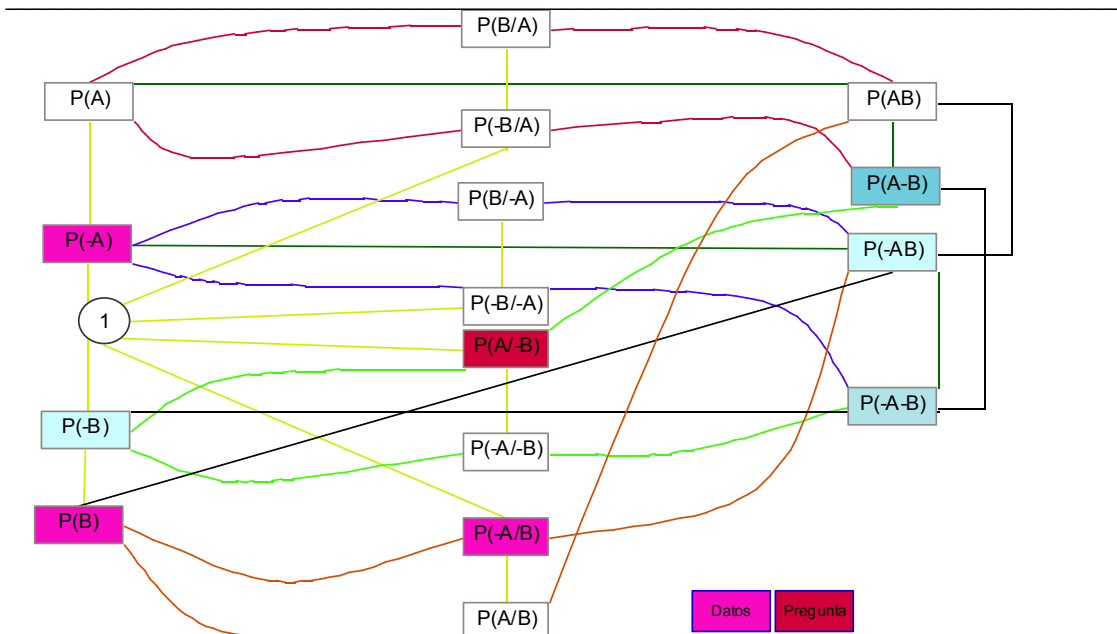 P(B/A)
P(A)
P(AB)
P(-B/A)
P(A-B)
P(B/-A)
P(-A)
P(-AB)
P(-B/-A)
1
P(A/-B)
P(-A-B)
P(-B)
P(-A/-B)
P(B)
P(-A/B)
P(A/B)
Datos
Pregunta